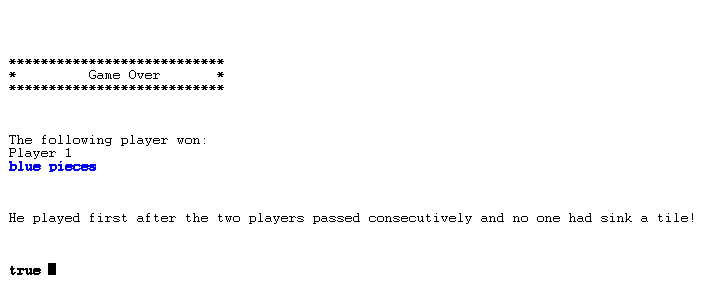 ***************************
*         Game Over       *
***************************
The following player won:
Player 1
blue pieces
He played first after the two players passed consecutively and no one had sink a tile!
true